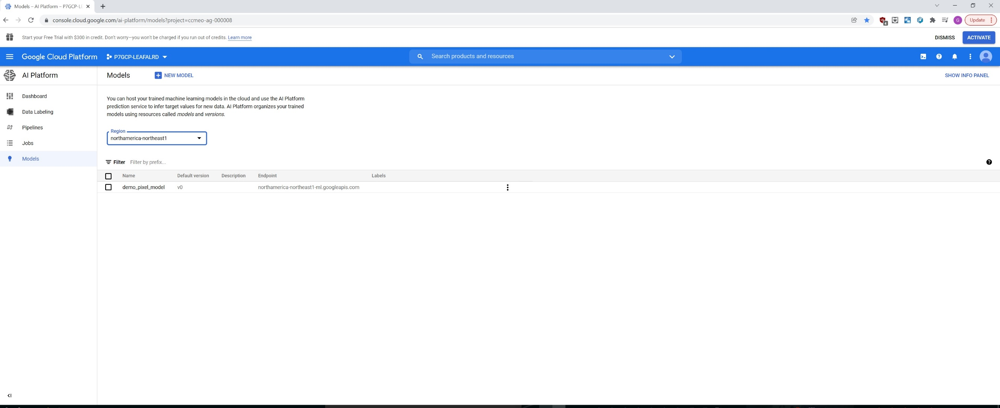 Models – AI Platform – P7GCP-LE
console.cloud.google.com/ai-platform/models?project=ccmeo-ag-000008
4
G
Update
Start your Free Trial with $300 in credit. Don't worry—you won't be charged if you run out of credits. Learn more
DISMISS
ACTIVATE
Google Cloud Platform
P7GCP-LEAFALRD
Search products and resources
AI Platform
Models
NEW MODEL
SHOW INFO PANEL
Dashboard
Data Labeling
Pipelines
Jobs
Models
You can host your trained machine learning models in the cloud and use the AI Platform
prediction service to infer target values for new data. AI Platform organizes your trained
models using resources called models and versions.
Region
northamerica-northeast1
Filter Filter by prefix...
Name Default version Description Endpoint Labels
demo_pixel_model v0 northamerica-northeast1-ml.googleapis.com